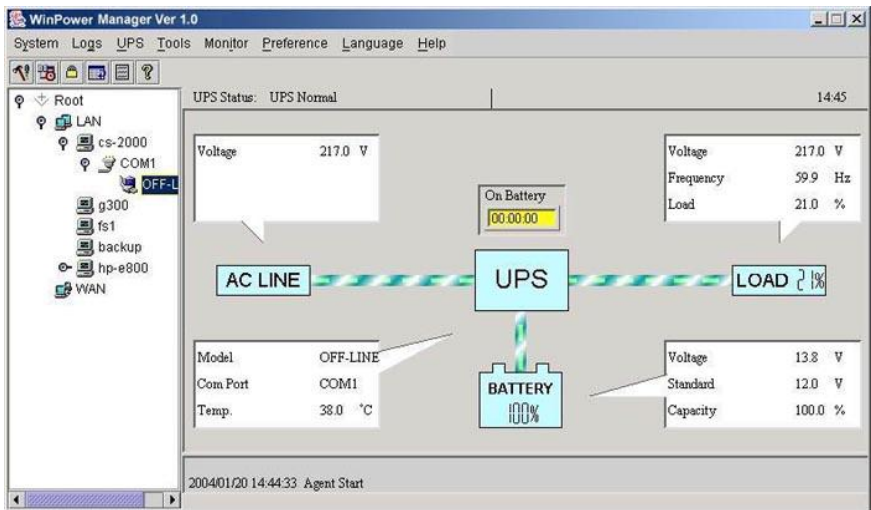 WinPower Manager Ver 1.0
System Logs UPS Tools Monitor Preference Language Help
Root
LAN
cs-2000
COM1
OFF-L
g300
fs1
backup
hp-e800
WAN
UPS Status: UPS Normal 14:45
Voltage 217.0 V
On Battery
00:00:00
Voltage 217.0 V
Frequency 59.9 Hz
Load 21.0 %
AC LINE
UPS
LOAD 21%
Model OFF-LINE
Com Port COM1
Temp. 38.0 °C
BATTERY
100%
Voltage 13.8 V
Standard 12.0 V
Capacity 100.0 %
2004/01/20 14:44:33 Agent Start